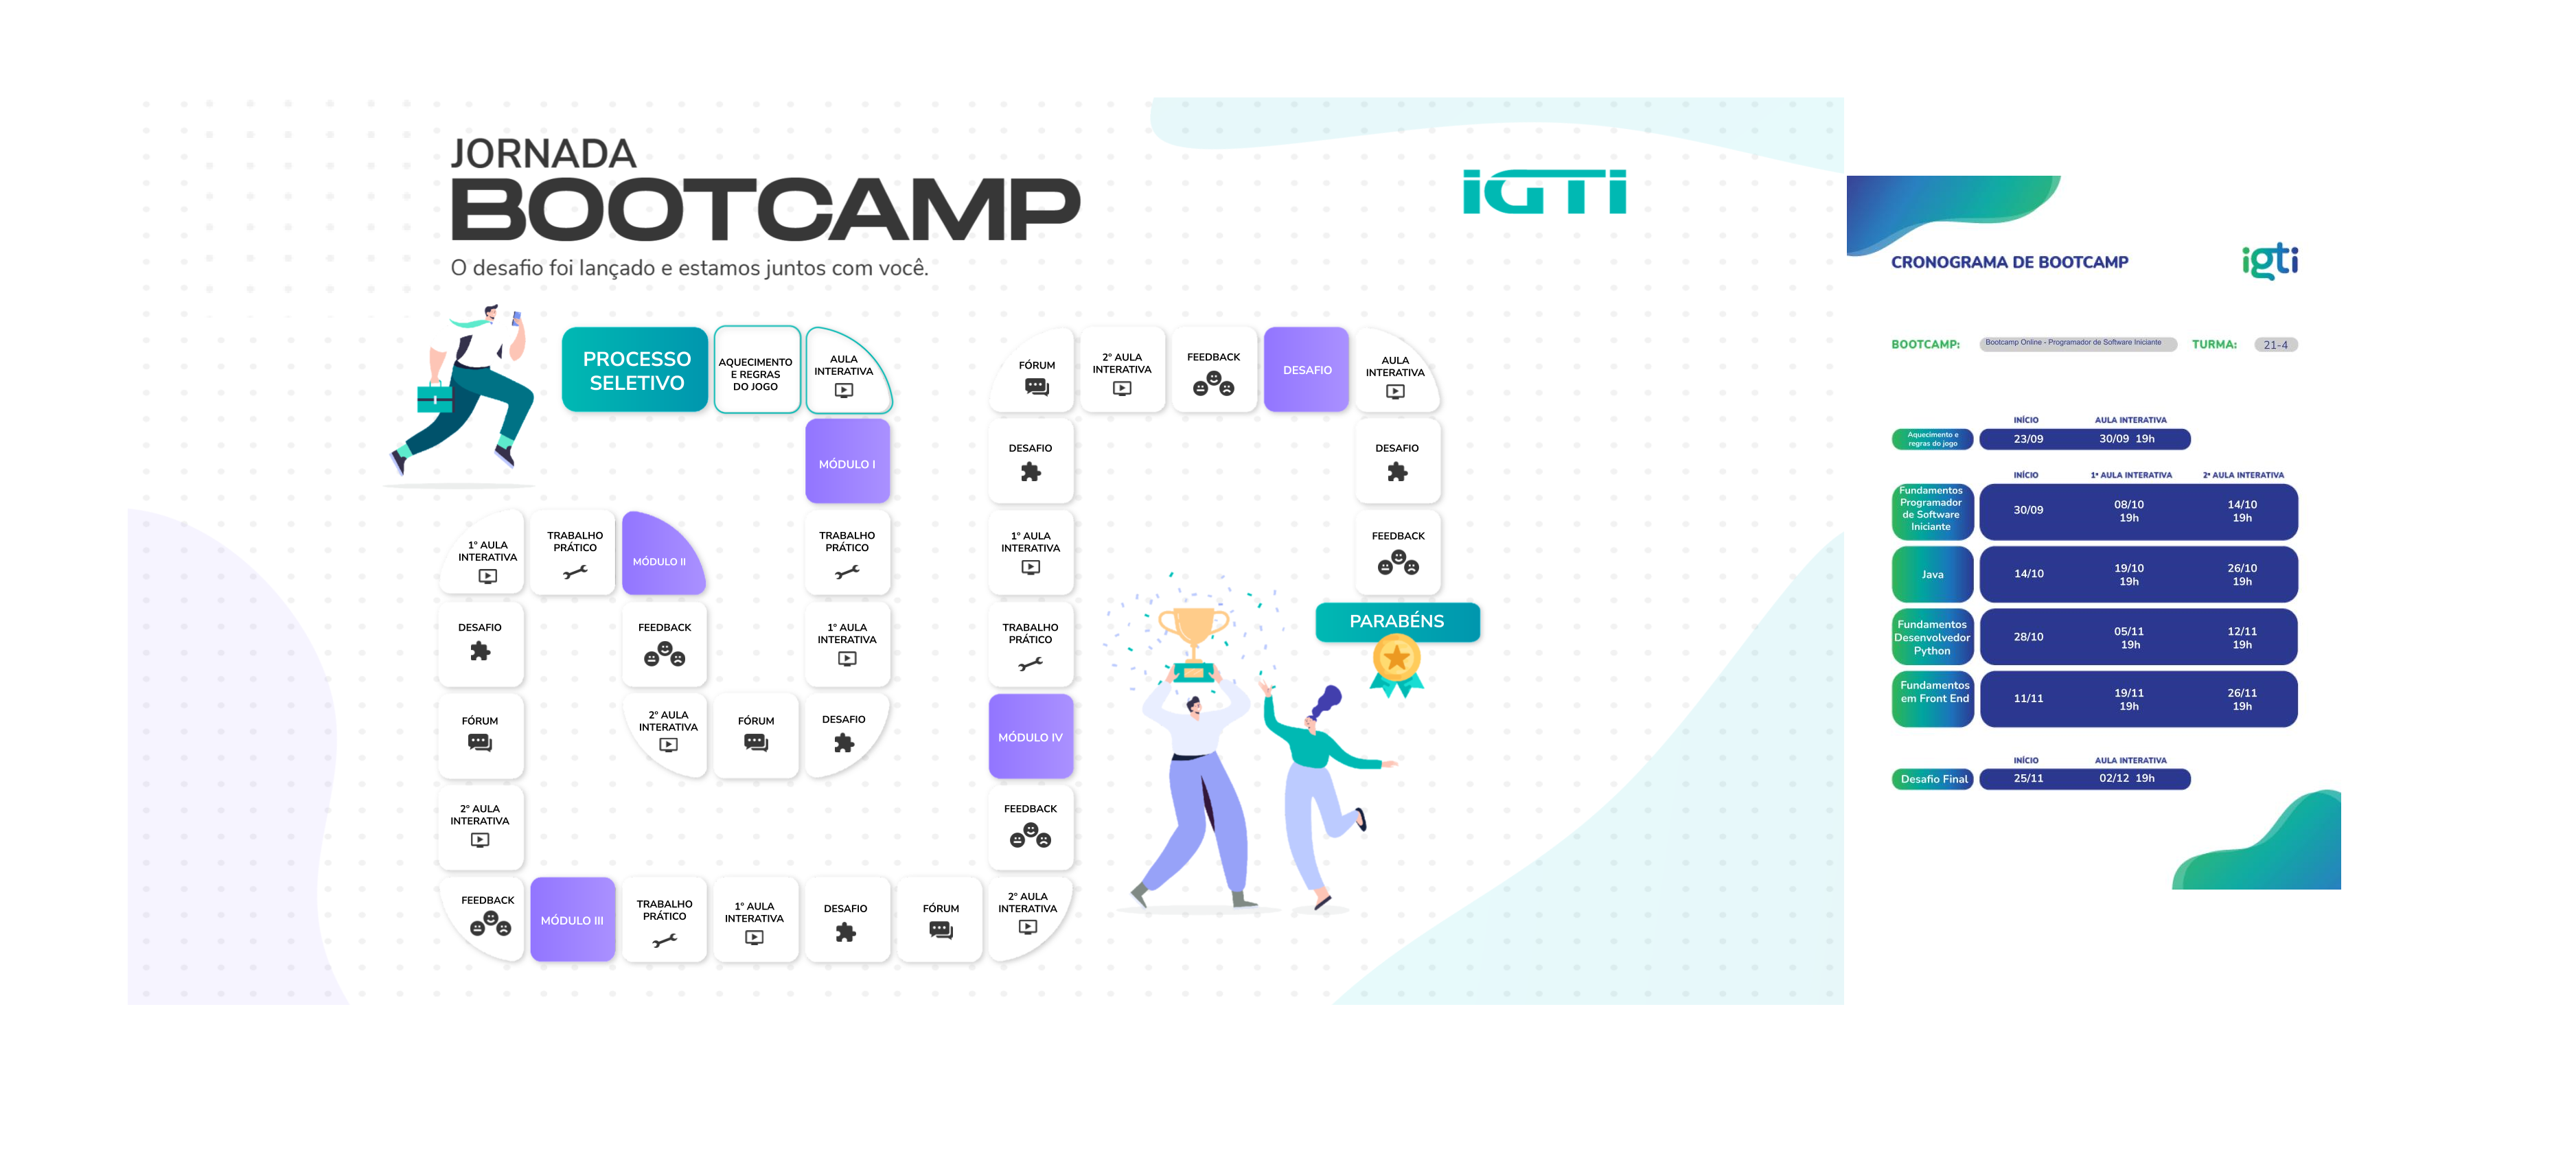 JORNADA
BOOTCAMP
O desafio foi lançado e estamos juntos com você.
iGTi
PROCESSO
SELETIVO
AQUECIMENTO
E REGRAS
DO JOGO
AULA
INTERATIVA
MÓDULO I
TRABALHO
PRÁTICO
1º AULA
INTERATIVA
DESAFIO
FÓRUM
2º AULA
INTERATIVA
FEEDBACK
MÓDULO II
TRABALHO
PRÁTICO
1º AULA
INTERATIVA
DESAFIO
FÓRUM
2º AULA
INTERATIVA
FEEDBACK
MÓDULO III
TRABALHO
PRÁTICO
1º AULA
INTERATIVA
DESAFIO
FÓRUM
2º AULA
INTERATIVA
FEEDBACK
MÓDULO IV
TRABALHO
PRÁTICO
1º AULA
INTERATIVA
DESAFIO
FÓRUM
2º AULA
INTERATIVA
FEEDBACK
DESAFIO
AULA
INTERATIVA
DESAFIO
FEEDBACK
PARABÉNS
CRONOGRAMA DE BOOTCAMP
igti
BOOTCAMP: Bootcamp Online - Programador de Software Iniciante TURMA: 21-4
INÍCIO AULA INTERATIVA
Aquecimento e
regras do jogo
23/09 30/09 19h
INÍCIO 1ª AULA INTERATIVA 2ª AULA INTERATIVA
Fundamentos
Programador
de Software
Iniciante
30/09 08/10 14/10
19h 19h
Java
14/10 19/10 26/10
19h 19h
Fundamentos
Desenvolvedor
Python
28/10 05/11 12/11
19h 19h
Fundamentos
em Front End
11/11 19/11 26/11
19h 19h
INÍCIO AULA INTERATIVA
Desafio Final 25/11 02/12 19h